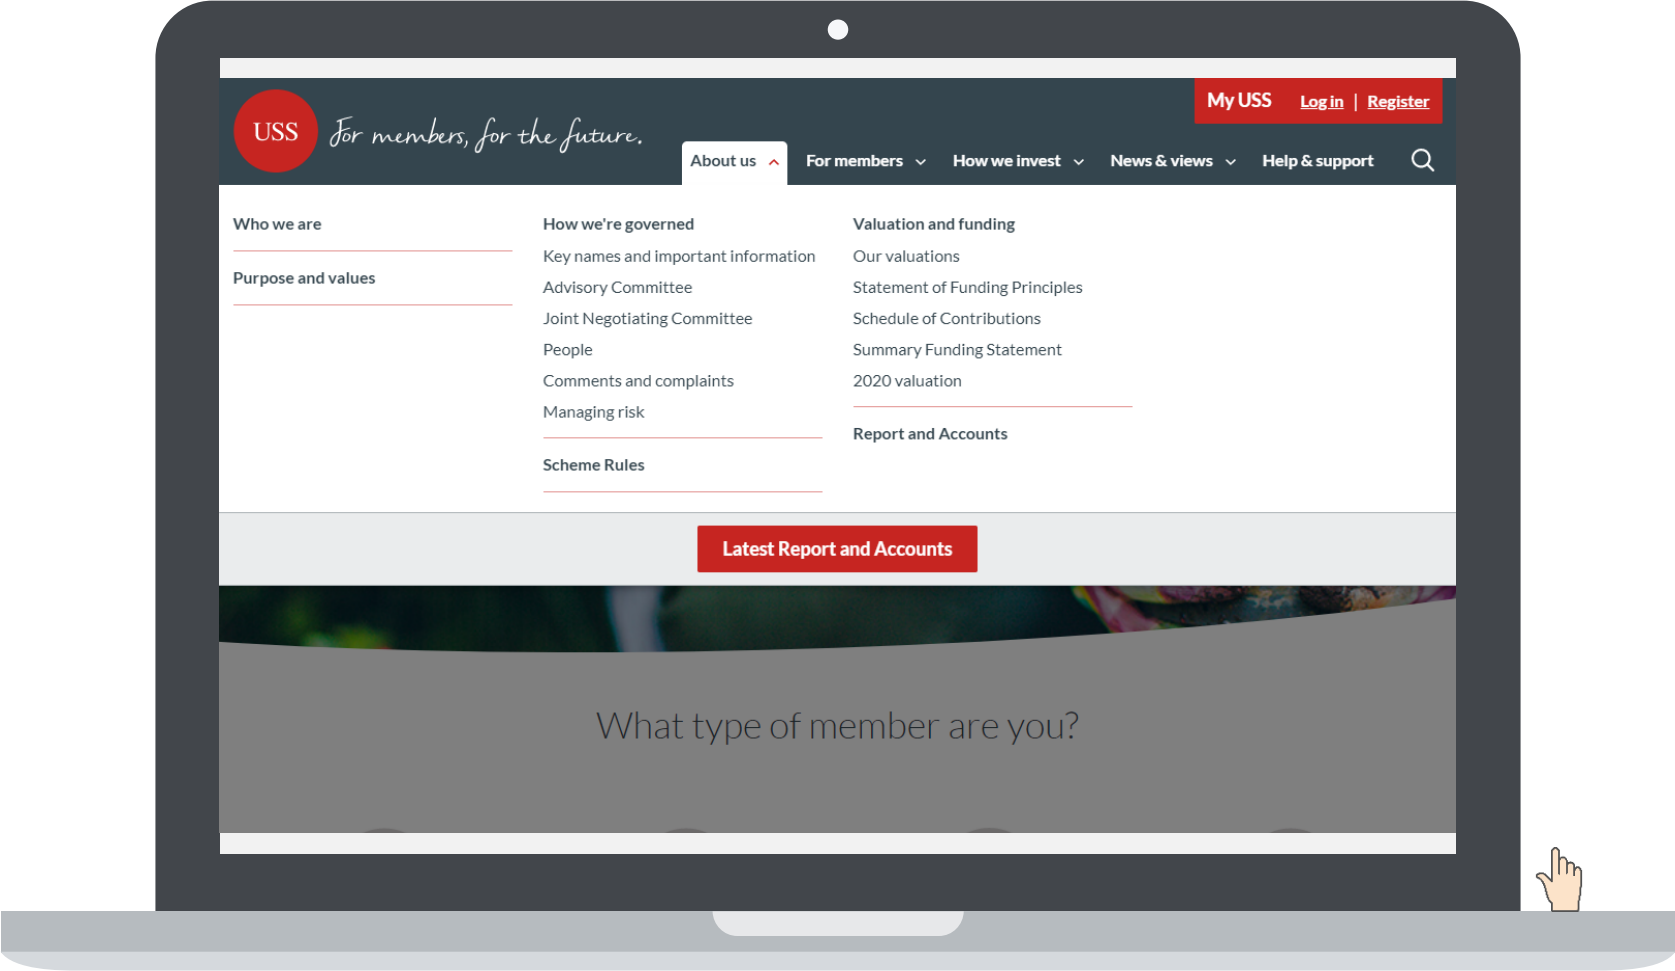 My USS Log in | Register
USS For members, for the future.
About us For members How we invest News & views Help & support
Who we are
Purpose and values
How we're governed
Key names and important information
Advisory Committee
Joint Negotiating Committee
People
Comments and complaints
Managing risk
Scheme Rules
Valuation and funding
Our valuations
Statement of Funding Principles
Schedule of Contributions
Summary Funding Statement
2020 valuation
Report and Accounts
Latest Report and Accounts
What type of member are you?